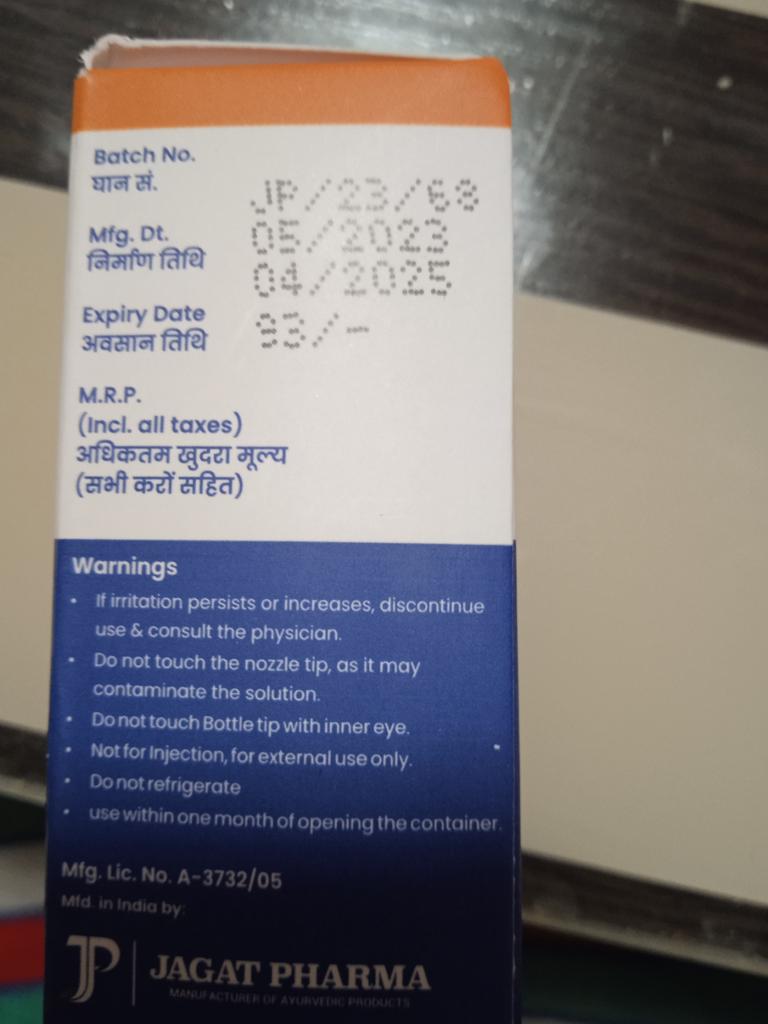 Batch No.
घान सं.
JP/23/68
Mfg. Dt.
निर्माण तिथि
05/2023
04/2025
Expiry Date
अवसान तिथि
93/-
M.R.P.
(Incl. all taxes)
अधिकतम खुदरा मूल्य
(सभी करों सहित)
Warnings
• If irritation persists or increases, discontinue
use & consult the physician.
• Do not touch the nozzle tip, as it may
contaminate the solution.
• Do not touch Bottle tip with inner eye.
• Not for Injection, for external use only.
• Do not refrigerate
• use within one month of opening the container.
Mfg. Lic. No. A-3732/05
Mfd. in India by:
JP
JAGAT PHARMA
MANUFACTURER OF AYURVEDIC PRODUCTS